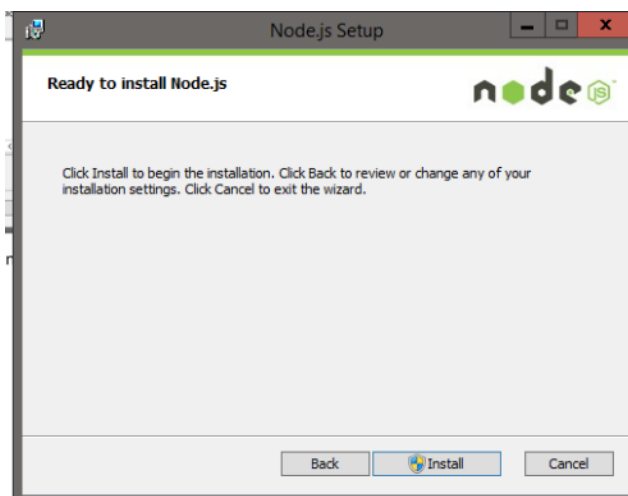 Node.js Setup
Ready to install Node.js
node JS
Click Install to begin the installation. Click Back to review or change any of your
installation settings. Click Cancel to exit the wizard.
Back
Install
Cancel